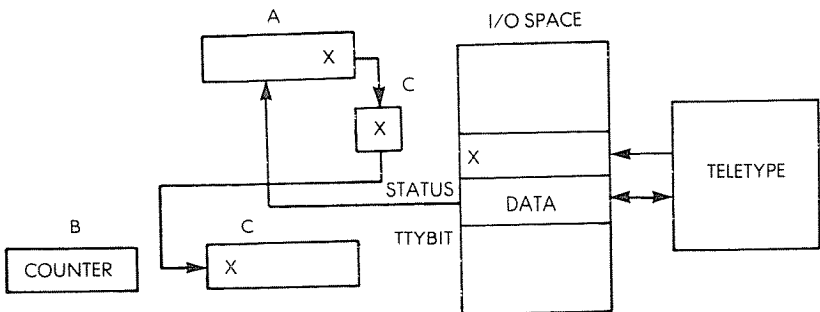 A
I/O SPACE
X
C
X
X
TELETYPE
STATUS
DATA
B
C
TTYBIT
COUNTER
X